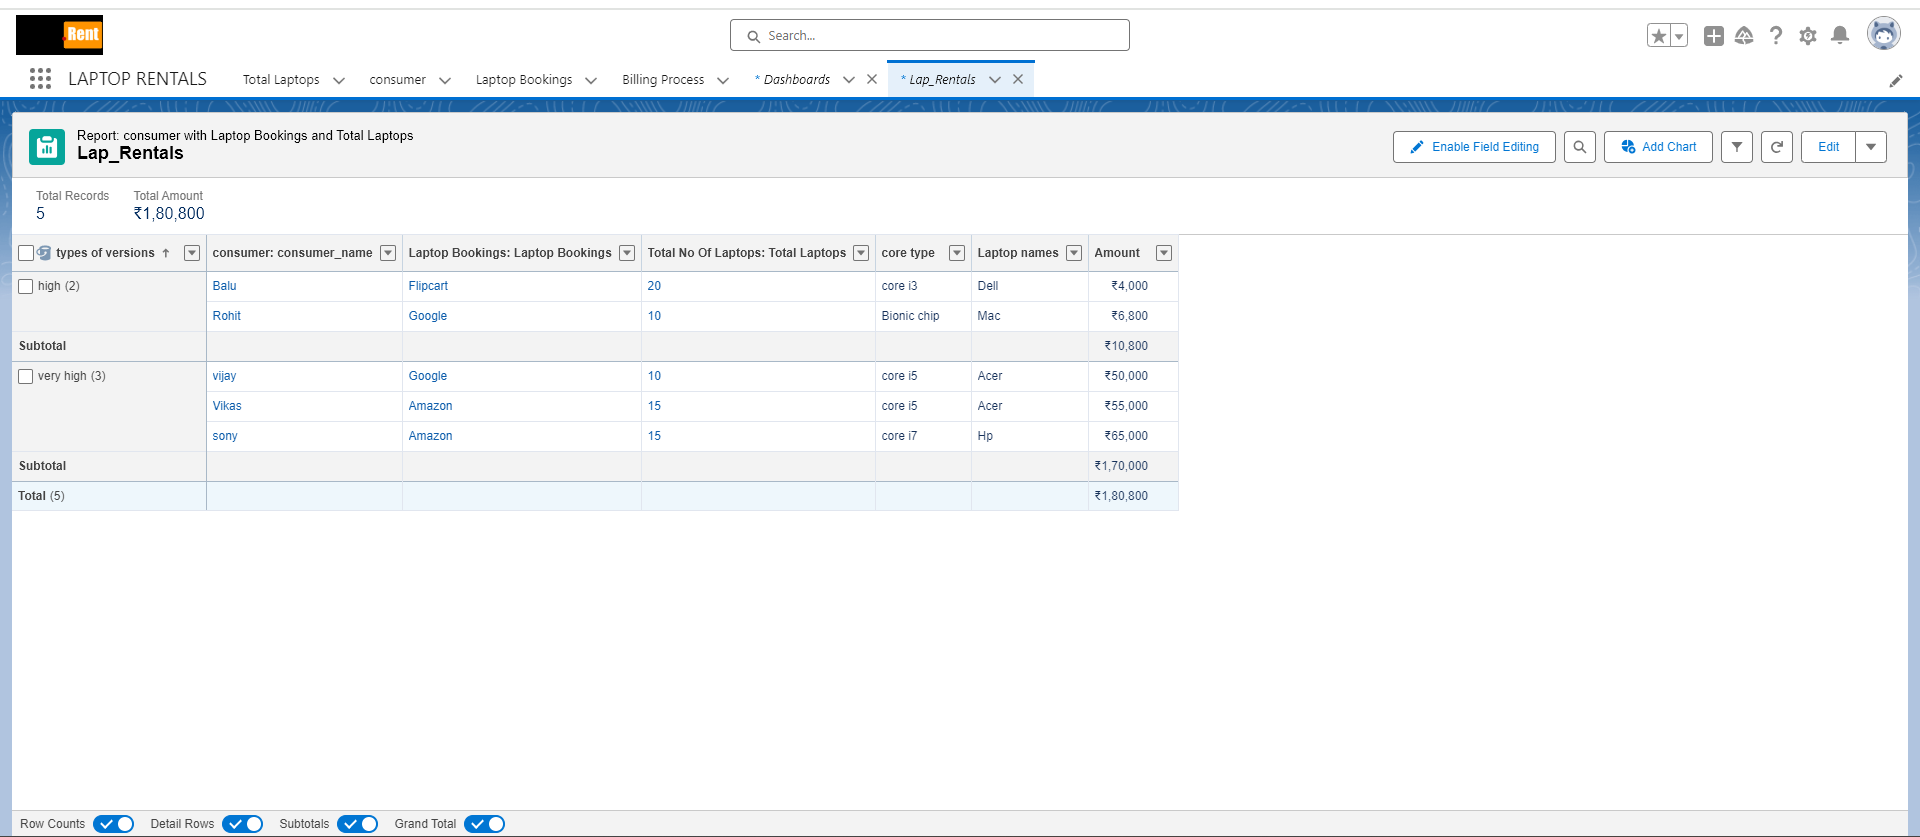 Rent
Search...
LAPTOP RENTALS Total Laptops consumer Laptop Bookings Billing Process * Dashboards * Lap_Rentals
Report: consumer with Laptop Bookings and Total Laptops
Lap_Rentals
Enable Field Editing Add Chart Edit
Total Records Total Amount
5 ₹1,80,800
types of versions ↑ consumer: consumer_name Laptop Bookings: Laptop Bookings Total No Of Laptops: Total Laptops core type Laptop names Amount
high (2) Balu Flipcart 20 core i3 Dell ₹4,000
Rohit Google 10 Bionic chip Mac ₹6,800
Subtotal ₹10,800
very high (3) vijay Google 10 core i5 Acer ₹50,000
Vikas Amazon 15 core i5 Acer ₹55,000
sony Amazon 15 core i7 Hp ₹65,000
Subtotal ₹1,70,000
Total (5) ₹1,80,800
Row Counts Detail Rows Subtotals Grand Total